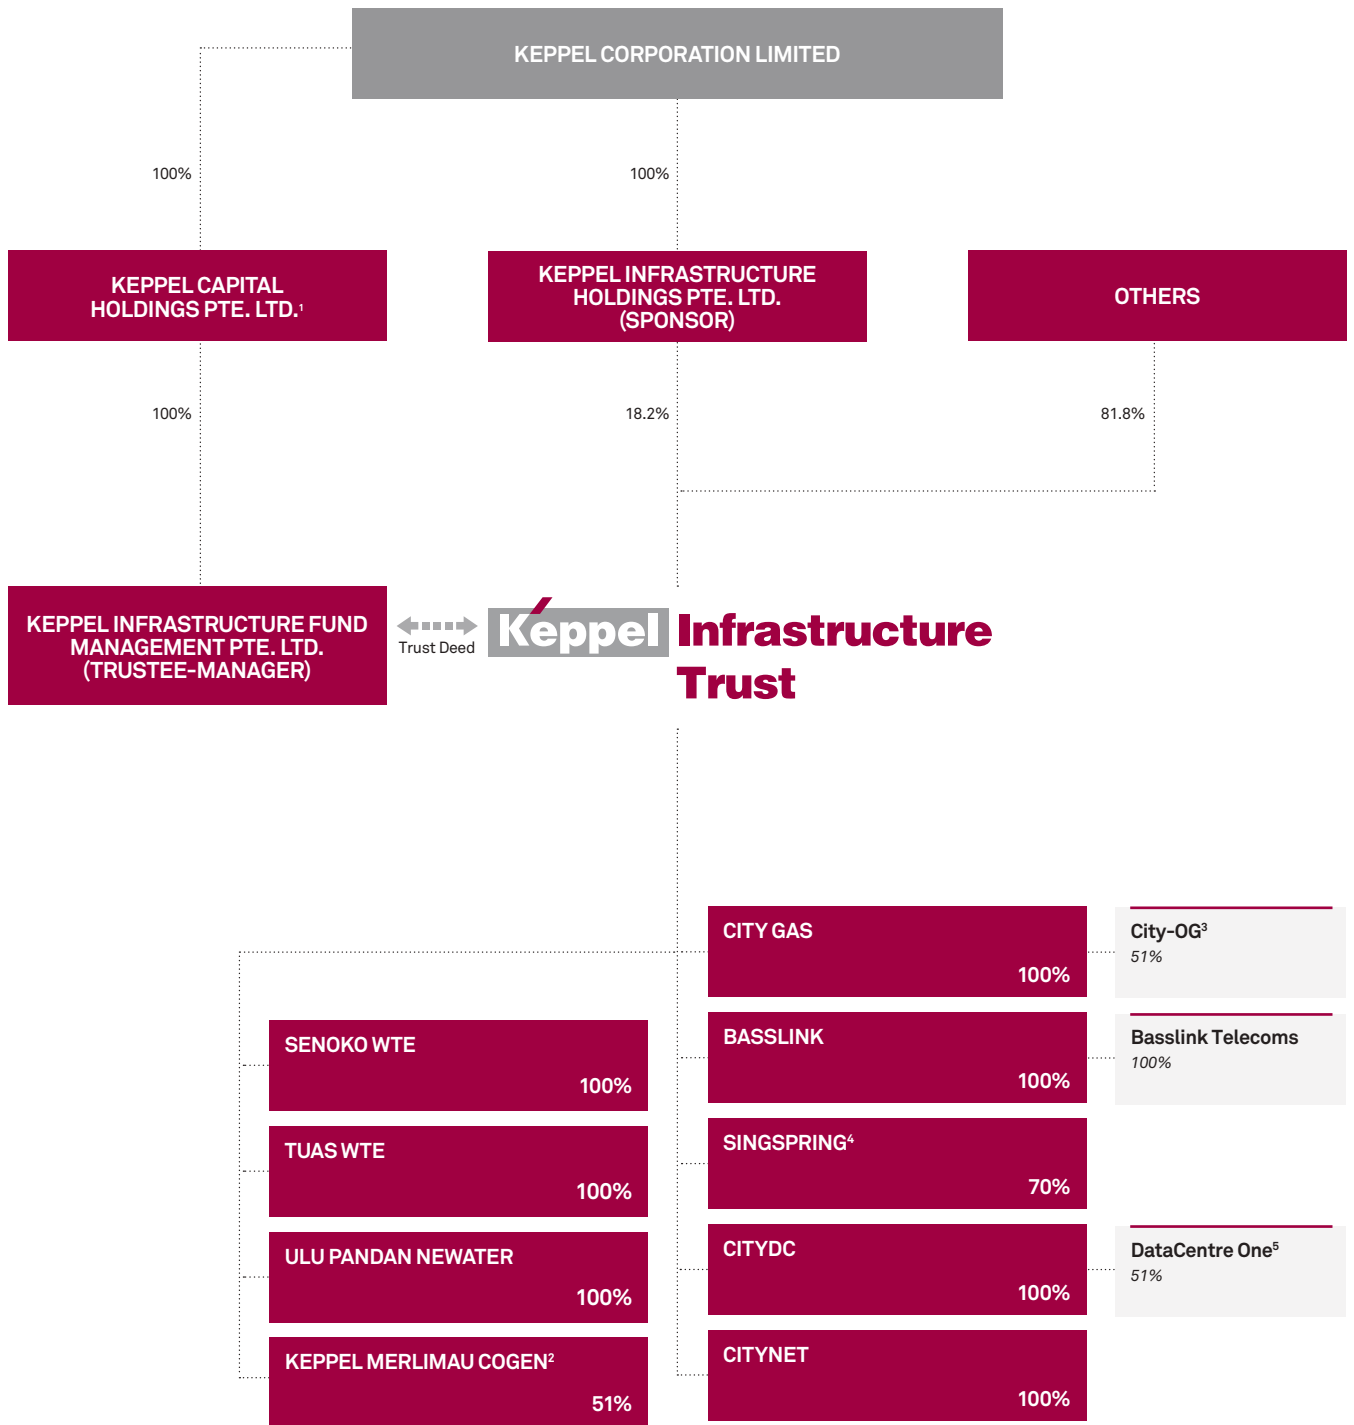 KEPPEL CORPORATION LIMITED
100%
100%
KEPPEL CAPITAL
HOLDINGS PTE. LTD.¹
KEPPEL INFRASTRUCTURE
HOLDINGS PTE. LTD.
(SPONSOR)
OTHERS
100%
18.2%
81.8%
KEPPEL INFRASTRUCTURE FUND
MANAGEMENT PTE. LTD.
(TRUSTEE-MANAGER)
Trust Deed
Keppel Infrastructure
Trust
CITY GAS
100%
City-OG³
51%
SENOKO WTE
100%
BASSLINK
100%
Basslink Telecoms
100%
TUAS WTE
100%
SINGSPRING⁴
70%
ULU PANDAN NEWATER
100%
CITYDC
100%
DataCentre One⁵
51%
KEPPEL MERLIMAU COGEN²
51%
CITYNET
100%